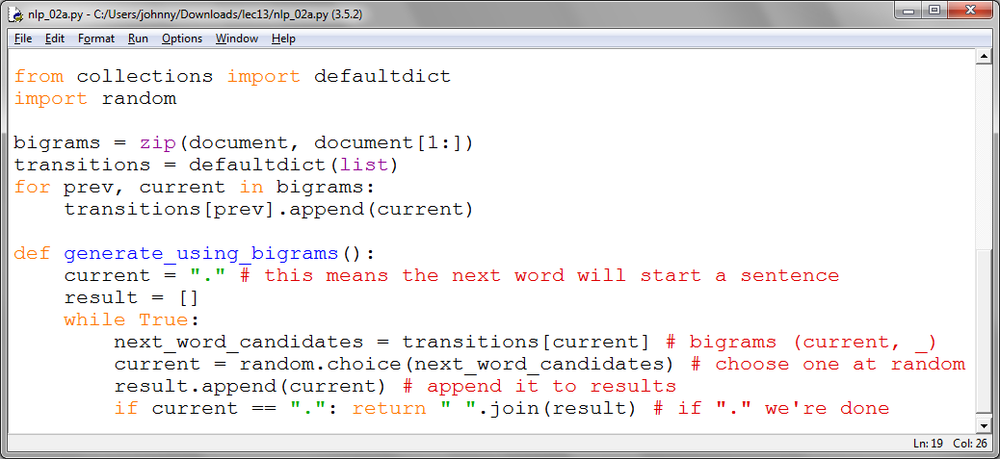 nlp_02a.py - C:/Users/johnny/Downloads/lec13/nlp_02a.py (3.5.2)
File Edit Format Run Options Window Help
from collections import defaultdict
import random
bigrams = zip(document, document[1:])
transitions = defaultdict(list)
for prev, current in bigrams:
    transitions[prev].append(current)
def generate_using_bigrams():
    current = "." # this means the next word will start a sentence
    result = []
    while True:
        next_word_candidates = transitions[current] # bigrams (current, _)
        current = random.choice(next_word_candidates) # choose one at random
        result.append(current) # append it to results
        if current == ".": return " ".join(result) # if "." we're done
Ln: 19 Col: 26